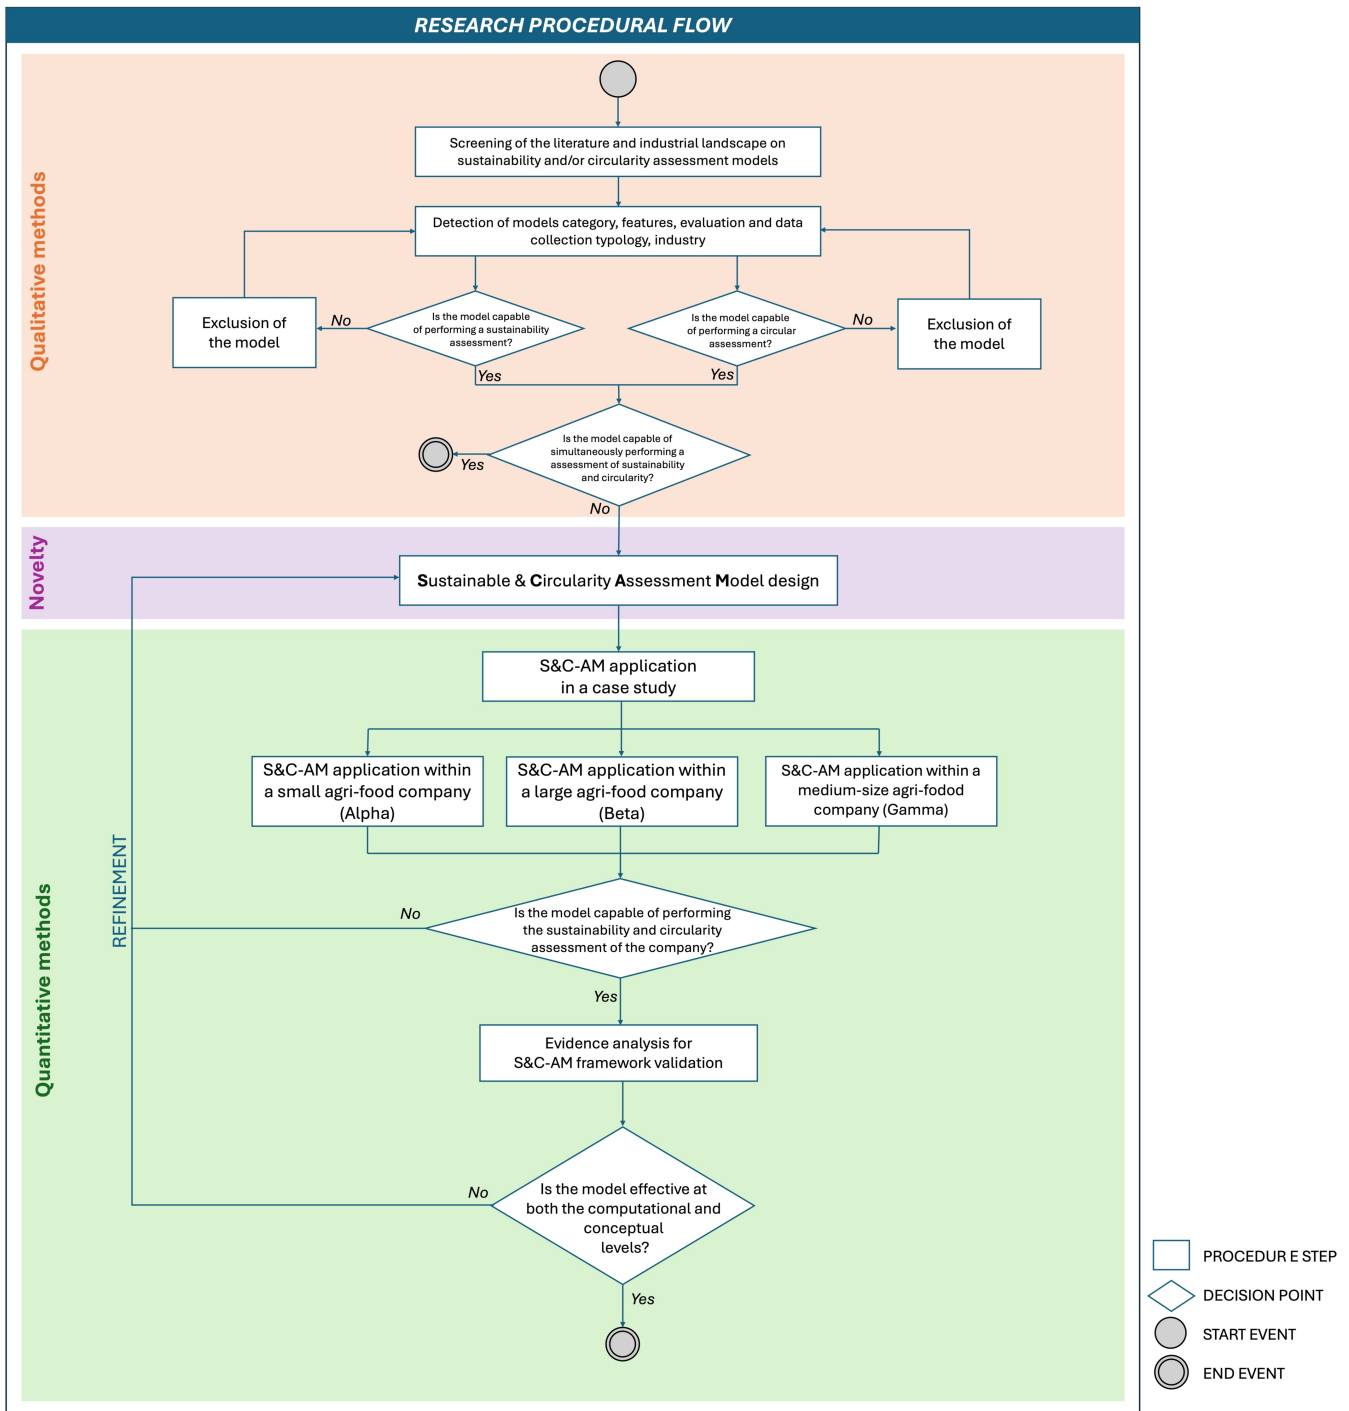 RESEARCH PROCEDURAL FLOW
Qualitative methods
Screening of the literature and industrial landscape on
sustainability and/or circularity assessment models
Detection of models category, features, evaluation and data
collection typology, industry
Exclusion of
the model
No
Is the model capable
of performing a sustainability
assessment?
Is the model capable
of performing a circular
assessment?
No
Exclusion of
the model
Yes
Yes
Is the model capable of
simultaneously performing a
assessment of sustainability
and circularity?
Yes
No
Novelty
Sustainable & Circularity Assessment Model design
Quantitative methods
REFINEMENT
S&C-AM application
in a case study
S&C-AM application within
a small agri-food company
(Alpha)
S&C-AM application within
a large agri-food company
(Beta)
S&C-AM application within a
medium-size agri-fodod
company (Gamma)
No
Is the model capable of performing
the sustainability and circularity
assessment of the company?
Yes
Evidence analysis for
S&C-AM framework validation
No
Is the model effective at
both the computational and
conceptual
levels?
Yes
PROCEDUR E STEP
DECISION POINT
START EVENT
END EVENT